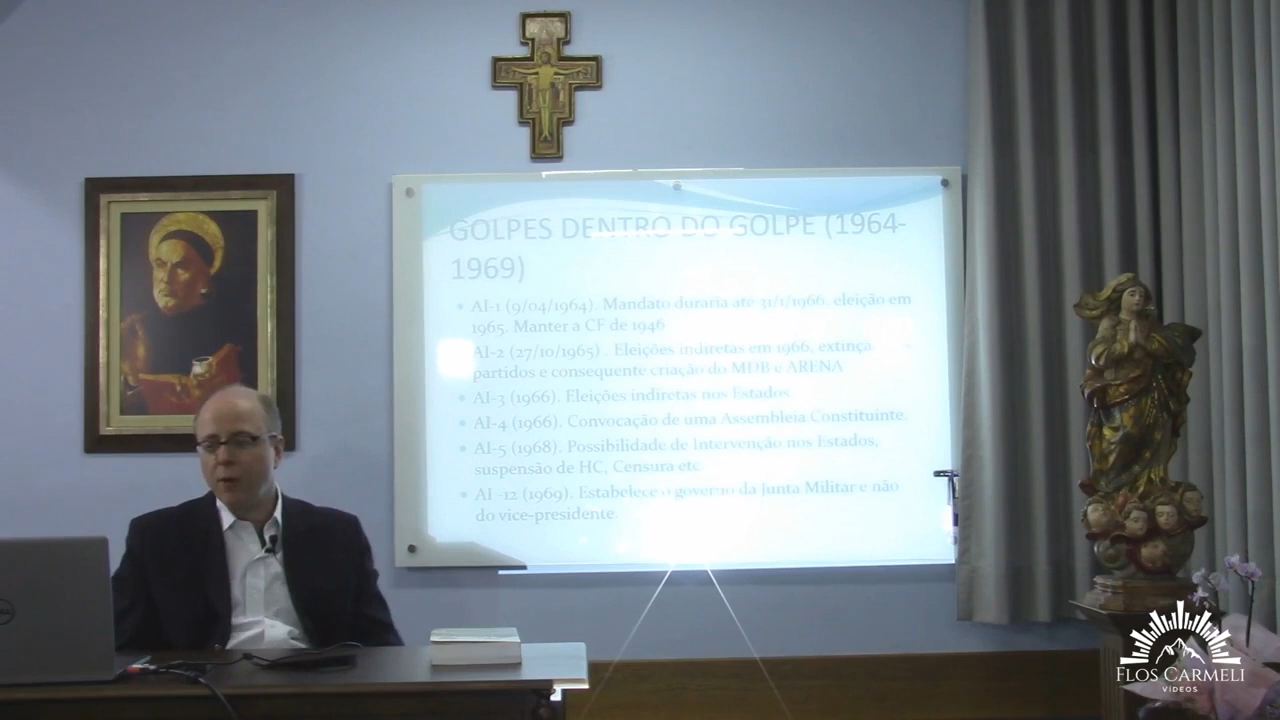 GOLPES DENTRO DO GOLPE (1964-
1969)
AI-1 (9/04/1964). Mandato duraria até 31/1/1966. eleição em
1965. Manter a CF de 1946
AI-2 (27/10/1965) . Eleições indiretas em 1966, extinçã
partidos e consequente criação do MDB e ARENA
AI-3 (1966). Eleições indiretas nos Estados
AI-4 (1966). Convocação de uma Assembleia Constituinte.
AI-5 (1968). Possibilidade de Intervenção nos Estados,
suspensão de HC, Censura etc
AI -12 (1969). Estabelece o governo da Junta Militar e não
do vice-presidente.
FLOS CARMELI
VÍDEOS